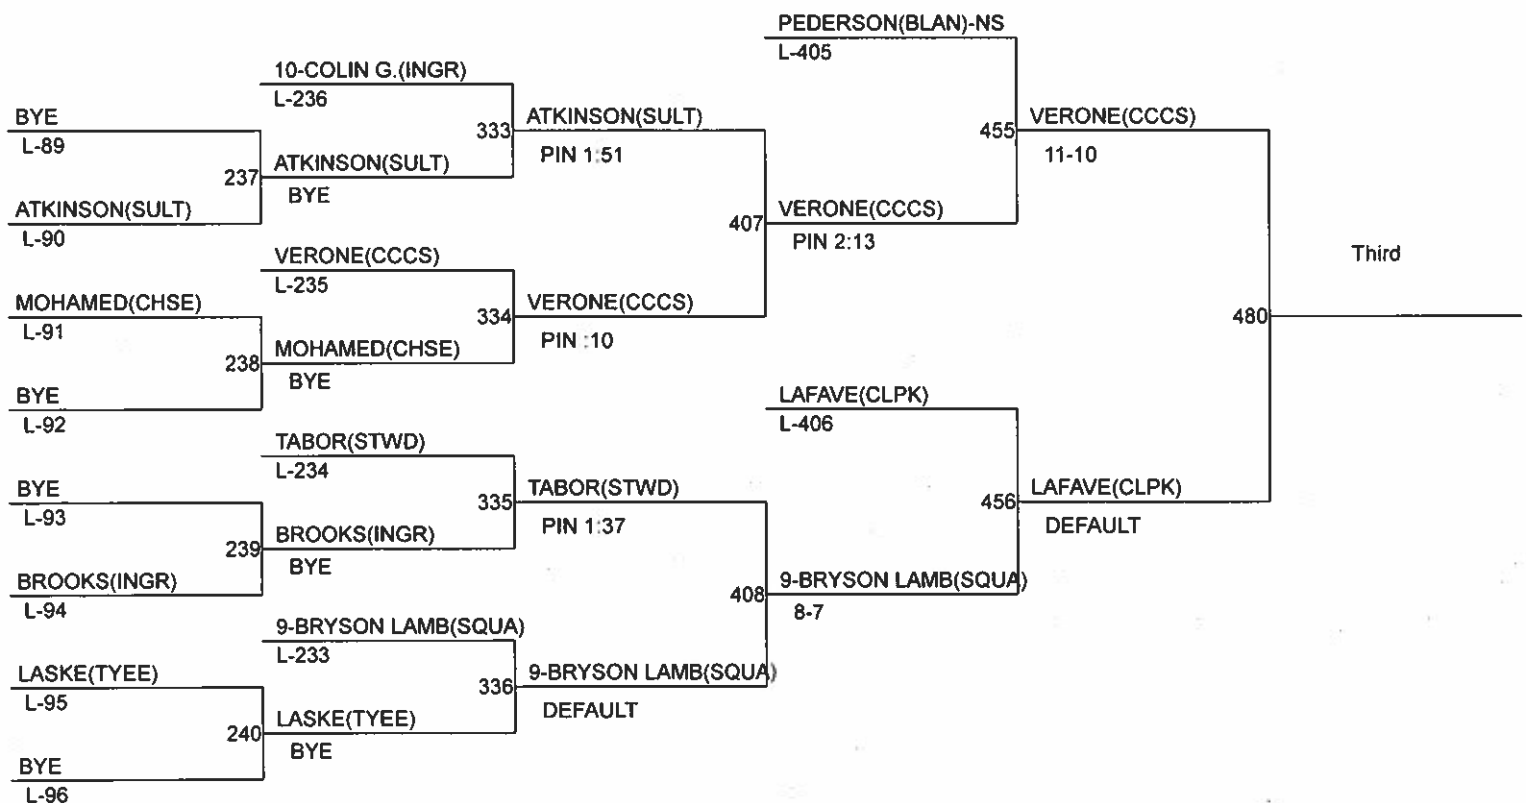 PEDERSON(BLAN)-NS
L-405
10-COLIN G.(INGR)
L-236
BYE
L-89
333
ATKINSON(SULT)
PIN 1:51
455
VERONE(CCCS)
11-10
237
ATKINSON(SULT)
BYE
ATKINSON(SULT)
L-90
407
VERONE(CCCS)
PIN 2:13
VERONE(CCCS)
L-235
Third
MOHAMED(CHSE)
L-91
334
VERONE(CCCS)
PIN :10
480
238
MOHAMED(CHSE)
BYE
BYE
L-92
LAFAVE(CLPK)
L-406
TABOR(STWD)
L-234
BYE
L-93
335
TABOR(STWD)
PIN 1:37
456
LAFAVE(CLPK)
DEFAULT
239
BROOKS(INGR)
BYE
BROOKS(INGR)
L-94
408
9-BRYSON LAMB(SQUA)
8-7
9-BRYSON LAMB(SQUA)
L-233
LASKE(TYEE)
L-95
336
9-BRYSON LAMB(SQUA)
DEFAULT
240
LASKE(TYEE)
BYE
BYE
L-96